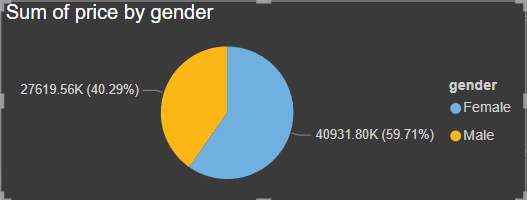 Sum of price by gender
27619.56K (40.29%)
gender
Female
40931.80K (59.71%)
Male